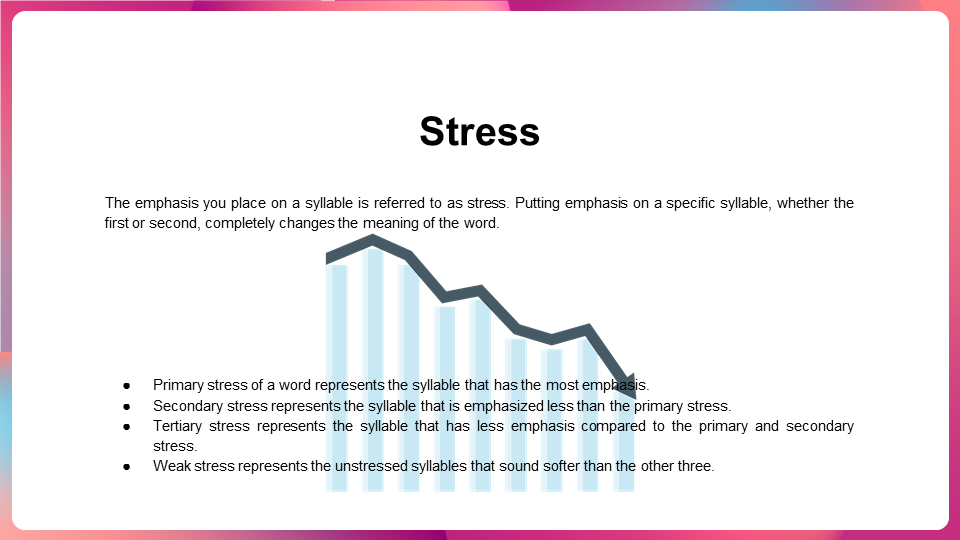 Stress
The emphasis you place on a syllable is referred to as stress. Putting emphasis on a specific syllable, whether the
first or second, completely changes the meaning of the word.
● Primary stress of a word represents the syllable that has the most emphasis.
● Secondary stress represents the syllable that is emphasized less than the primary stress.
● Tertiary stress represents the syllable that has less emphasis compared to the primary and secondary
stress.
● Weak stress represents the unstressed syllables that sound softer than the other three.